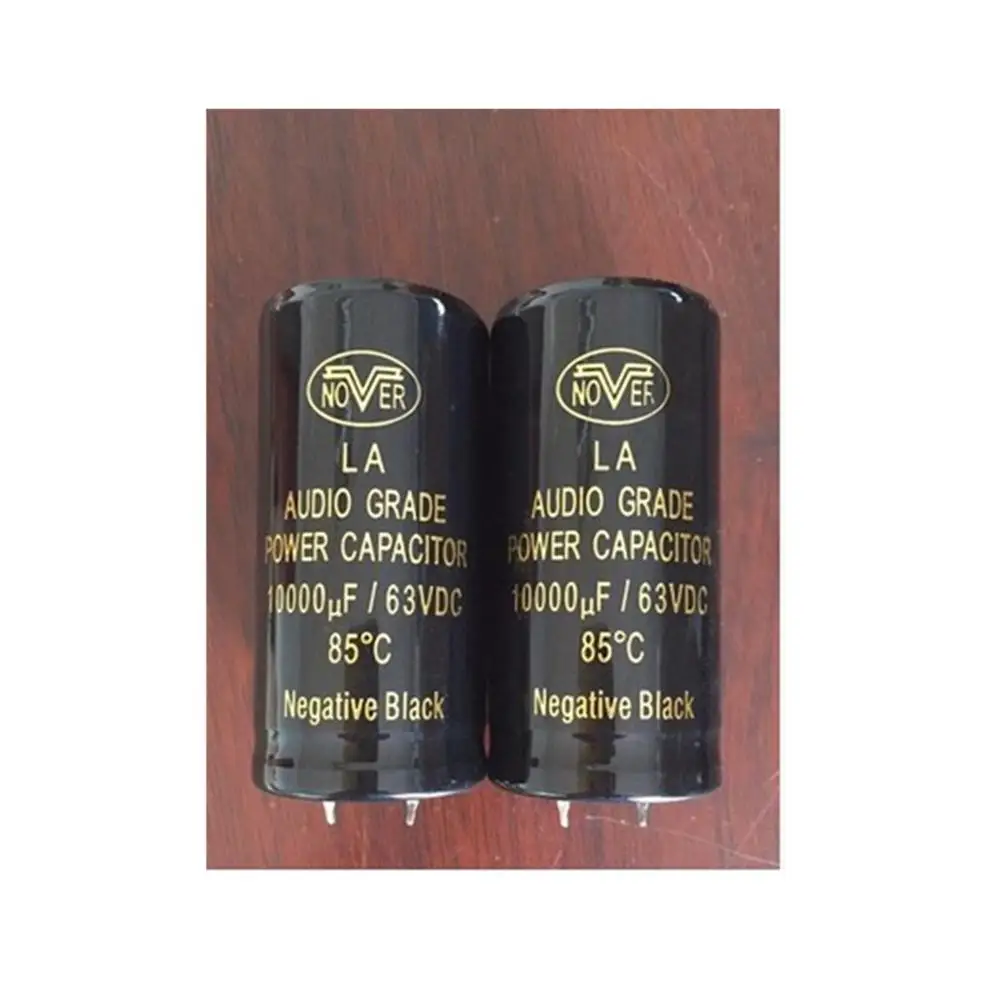 NOVER
LA
AUDIO GRADE
POWER CAPACITOR
10000µF / 63VDC
85°C
Negative Black
NOVER
LA
AUDIO GRADE
POWER CAPACITOR
10000µF / 63VDC
85°C
Negative Black